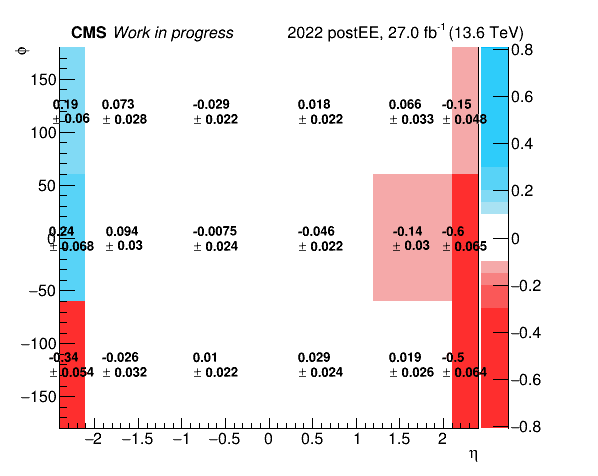 CMS Work in progress 2022 postEE, 27.0 fb-1 (13.6 TeV)
ϕ
150
100
50
0
−50
−100
−150
0.19 0.073 -0.029 0.018 0.066 -0.15
± 0.06 ± 0.028 ± 0.022 ± 0.022 ± 0.033 ± 0.048
0.24 0.094 -0.0075 -0.046 -0.14 -0.6
± 0.068 ± 0.03 ± 0.024 ± 0.022 ± 0.03 ± 0.065
-0.34 -0.026 0.01 0.029 0.019 -0.5
± 0.054 ± 0.032 ± 0.022 ± 0.024 ± 0.026 ± 0.064
−2 −1.5 −1 −0.5 0 0.5 1 1.5 2
η
0.8
0.6
0.4
0.2
0
−0.2
−0.4
−0.6
−0.8